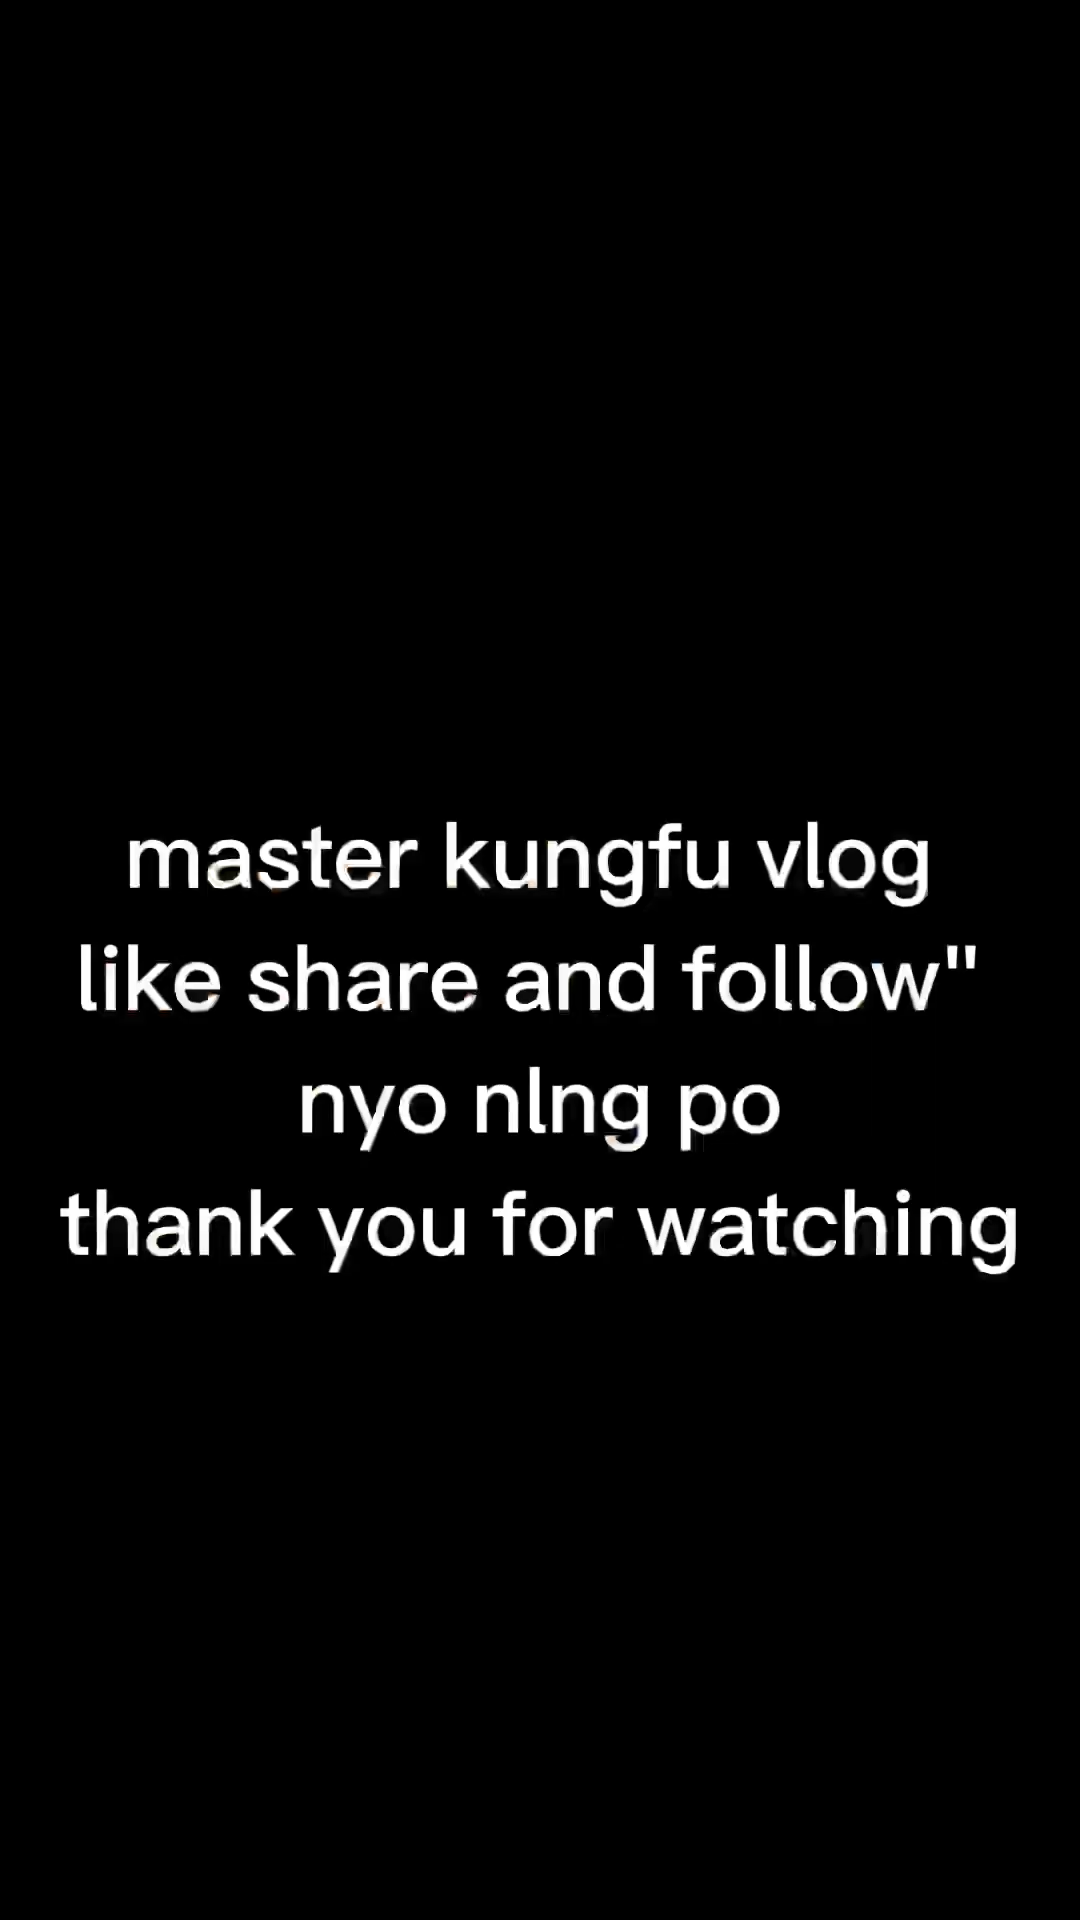 master kungfu vlog
like share and follow"
nyo nlng po
thank you for watching